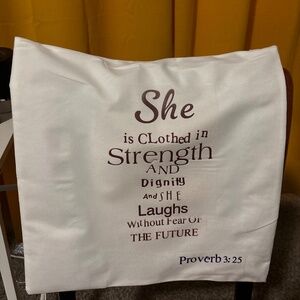 She
is CLothed in
Strength
AND
Dignity
And SHE
Laughs
Without Fear Of
THE FUTURE
Proverb 3:25